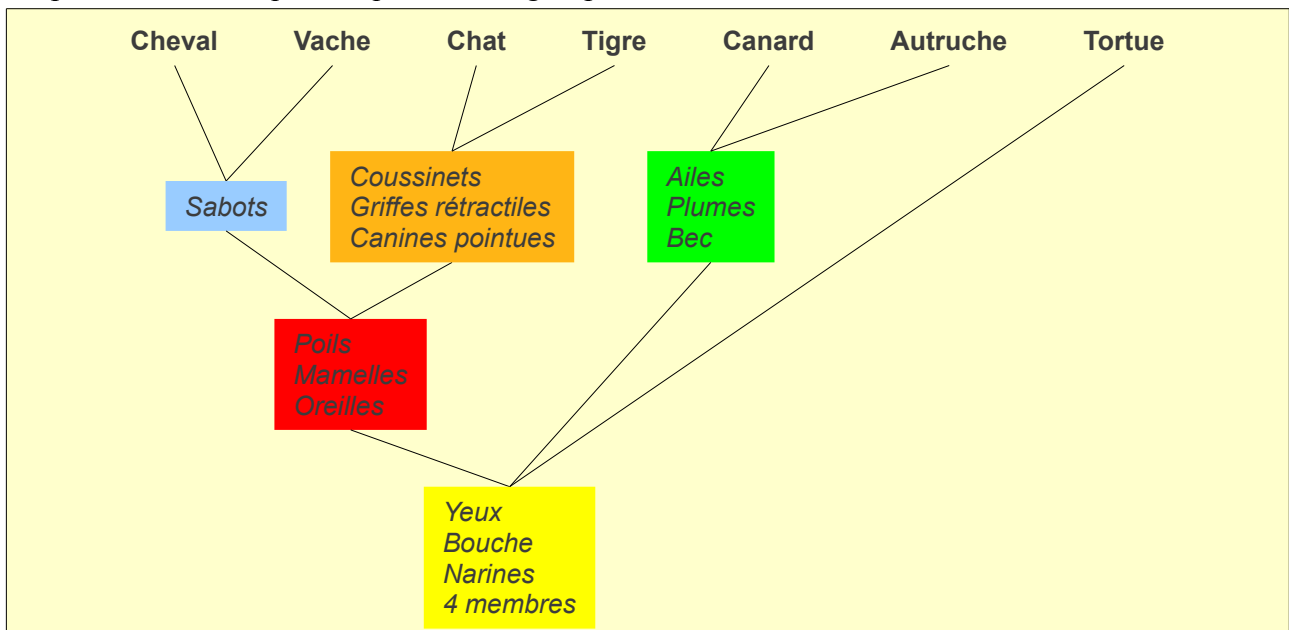 Cheval Vache Chat Tigre Canard Autruche Tortue
Sabots
Coussinets
Griffes rétractiles
Canines pointues
Ailes
Plumes
Bec
Poils
Mamelles
Oreilles
Yeux
Bouche
Narines
4 membres